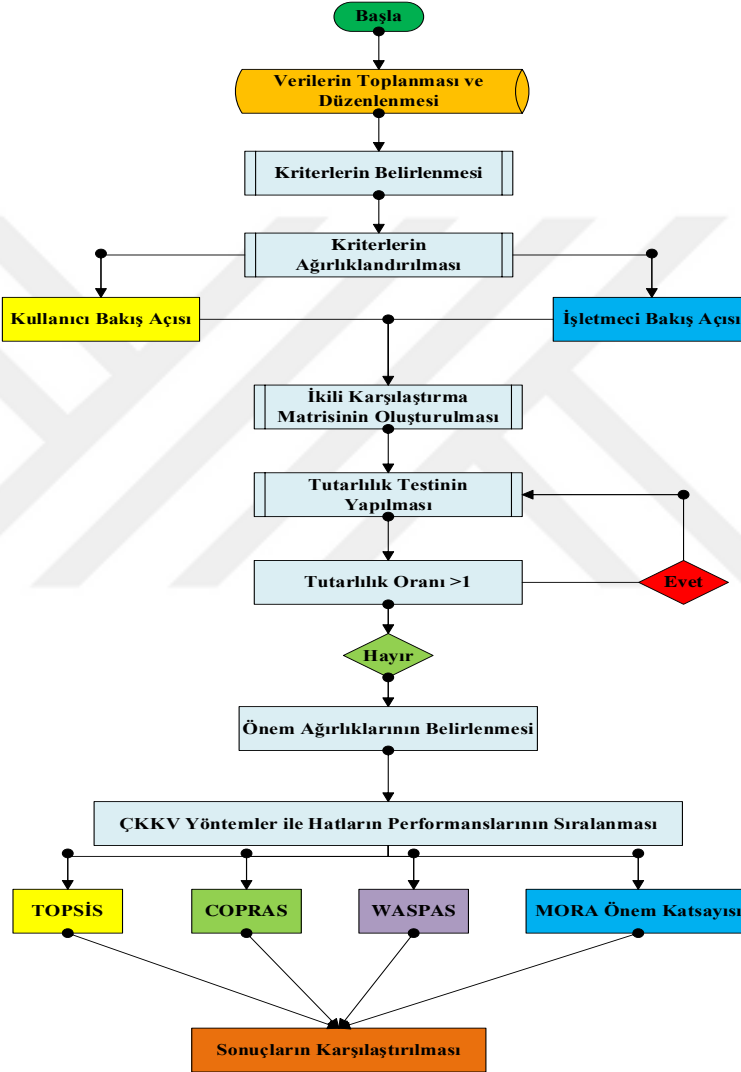 Başla
Verilerin Toplanması ve
Düzenlenmesi
Kriterlerin Belirlenmesi
Kriterlerin
Ağırlıklandırılması
Kullanıcı Bakış Açısı
İşletmeci Bakış Açısı
İkili Karşılaştırma
Matrisinin Oluşturulması
Tutarlılık Testinin
Yapılması
Tutarlılık Oranı >1
Evet
Hayır
Önem Ağırlıklarının Belirlenmesi
ÇKKV Yöntemler ile Hatların Performanslarının Sıralanması
TOPSİS
COPRAS
WASPAS
MORA Önem Katsayısı
Sonuçların Karşılaştırılması